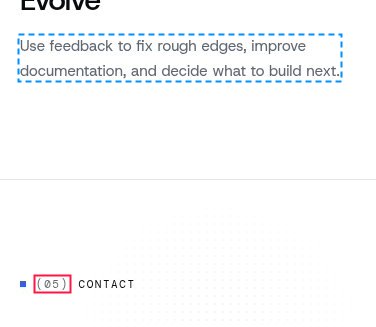 Evolve
Use feedback to fix rough edges, improve
documentation, and decide what to build next.
(05) CONTACT